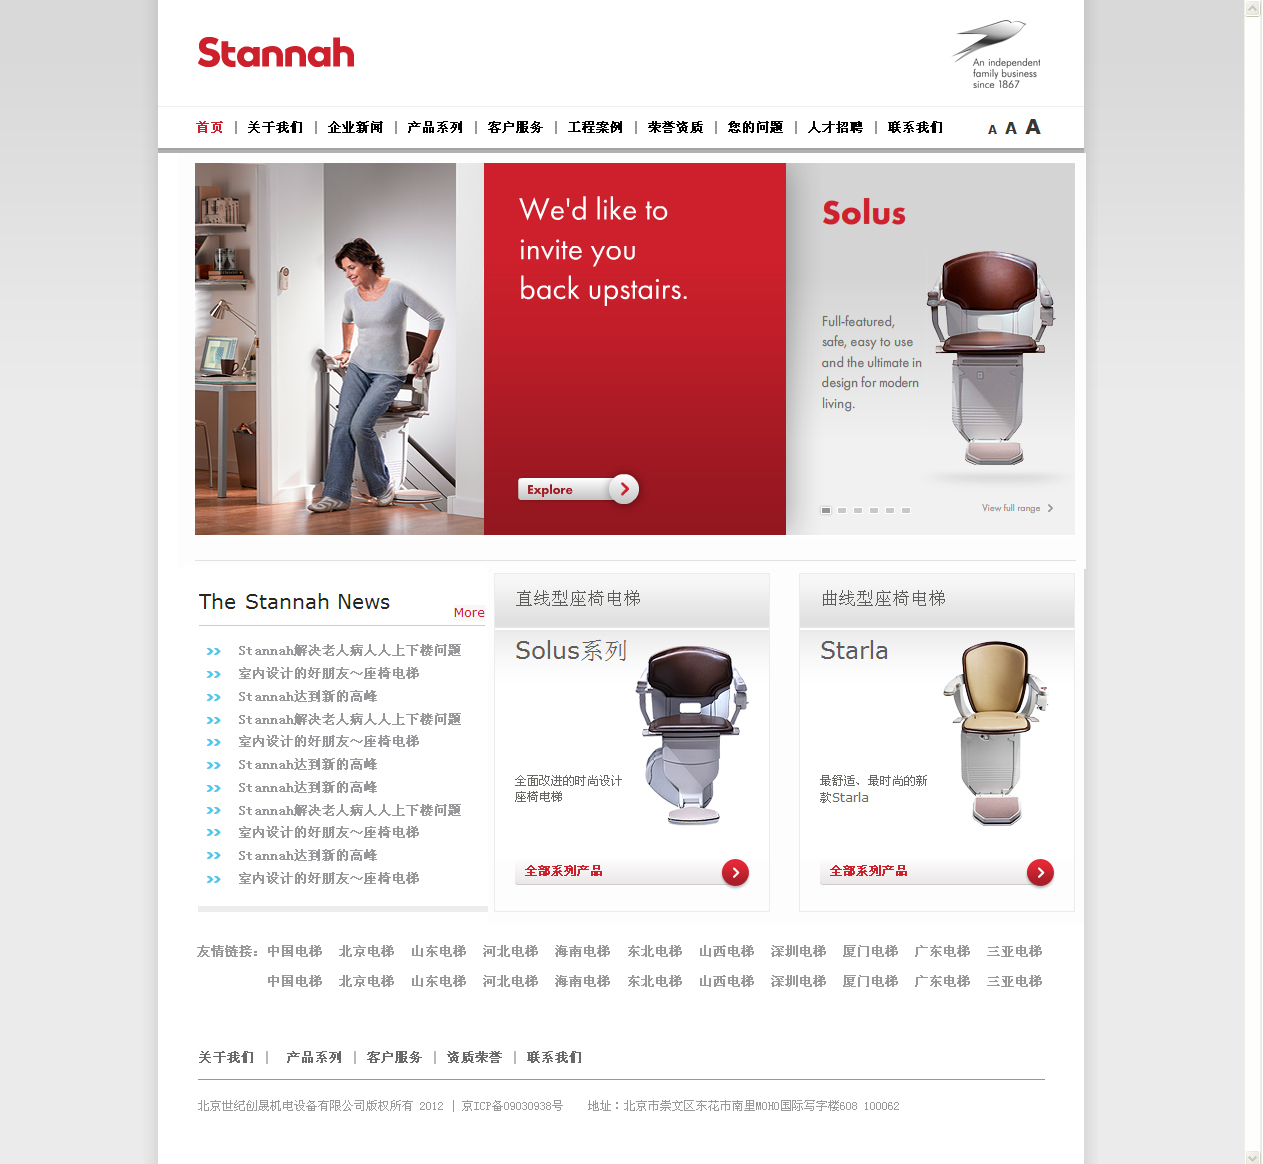 Stannah
An independent
family business
since 1867
首页 | 关于我们 | 企业新闻 | 产品系列 | 客户服务 | 工程案例 | 荣誉资质 | 您的问题 | 人才招聘 | 联系我们 A A A
We'd like to
invite you
back upstairs.
Explore
Solus
Full-featured,
safe, easy to use
and the ultimate in
design for modern
living.
View full range
The Stannah News
More
Stannah解决老人病人人上下楼问题
室内设计的好朋友～座椅电梯
Stannah达到新的高峰
Stannah解决老人病人人上下楼问题
室内设计的好朋友～座椅电梯
Stannah达到新的高峰
Stannah达到新的高峰
Stannah解决老人病人人上下楼问题
室内设计的好朋友～座椅电梯
Stannah达到新的高峰
室内设计的好朋友～座椅电梯
直线型座椅电梯
Solus系列
全面改进的时尚设计
座椅电梯
全部系列产品
曲线型座椅电梯
Starla
最舒适、最时尚的新
款Starla
全部系列产品
友情链接：中国电梯 北京电梯 山东电梯 河北电梯 海南电梯 东北电梯 山西电梯 深圳电梯 厦门电梯 广东电梯 三亚电梯
中国电梯 北京电梯 山东电梯 河北电梯 海南电梯 东北电梯 山西电梯 深圳电梯 厦门电梯 广东电梯 三亚电梯
关于我们 | 产品系列 | 客户服务 | 资质荣誉 | 联系我们
北京世纪创晟机电设备有限公司版权所有 2012 | 京ICP备09030938号 地址：北京市崇文区东花市南里MOHO国际写字楼608 100062